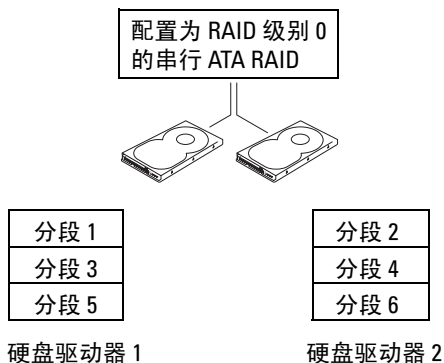 配置为 RAID 级别 0
的串行 ATA RAID
分段 1
分段 2
分段 3
分段 4
分段 5
分段 6
硬盘驱动器 1
硬盘驱动器 2